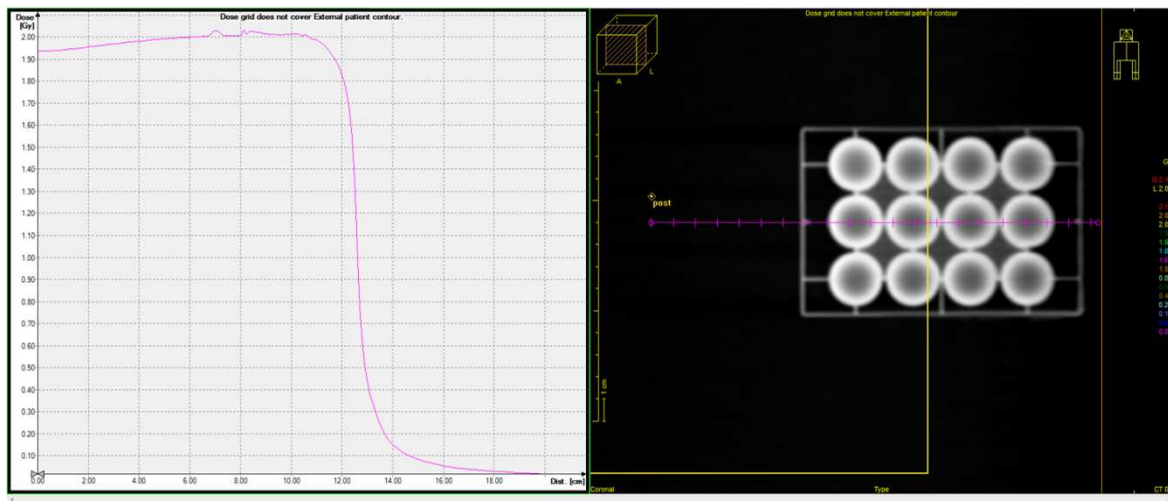 Dose
[Gy]
Dose grid does not cover External patient contour.
2.00
1.90
1.80
1.70
1.60
1.50
1.40
1.30
1.20
1.10
1.00
0.90
0.80
0.70
0.60
0.50
0.40
0.30
0.20
0.10
0.00 2.00 4.00 6.00 8.00 10.00 12.00 14.00 16.00 18.00 Dist. [cm]
Dose grid does not cover External patient contour
L
A
post
1 cm
G
L 2.0
Coronal Type CT 0